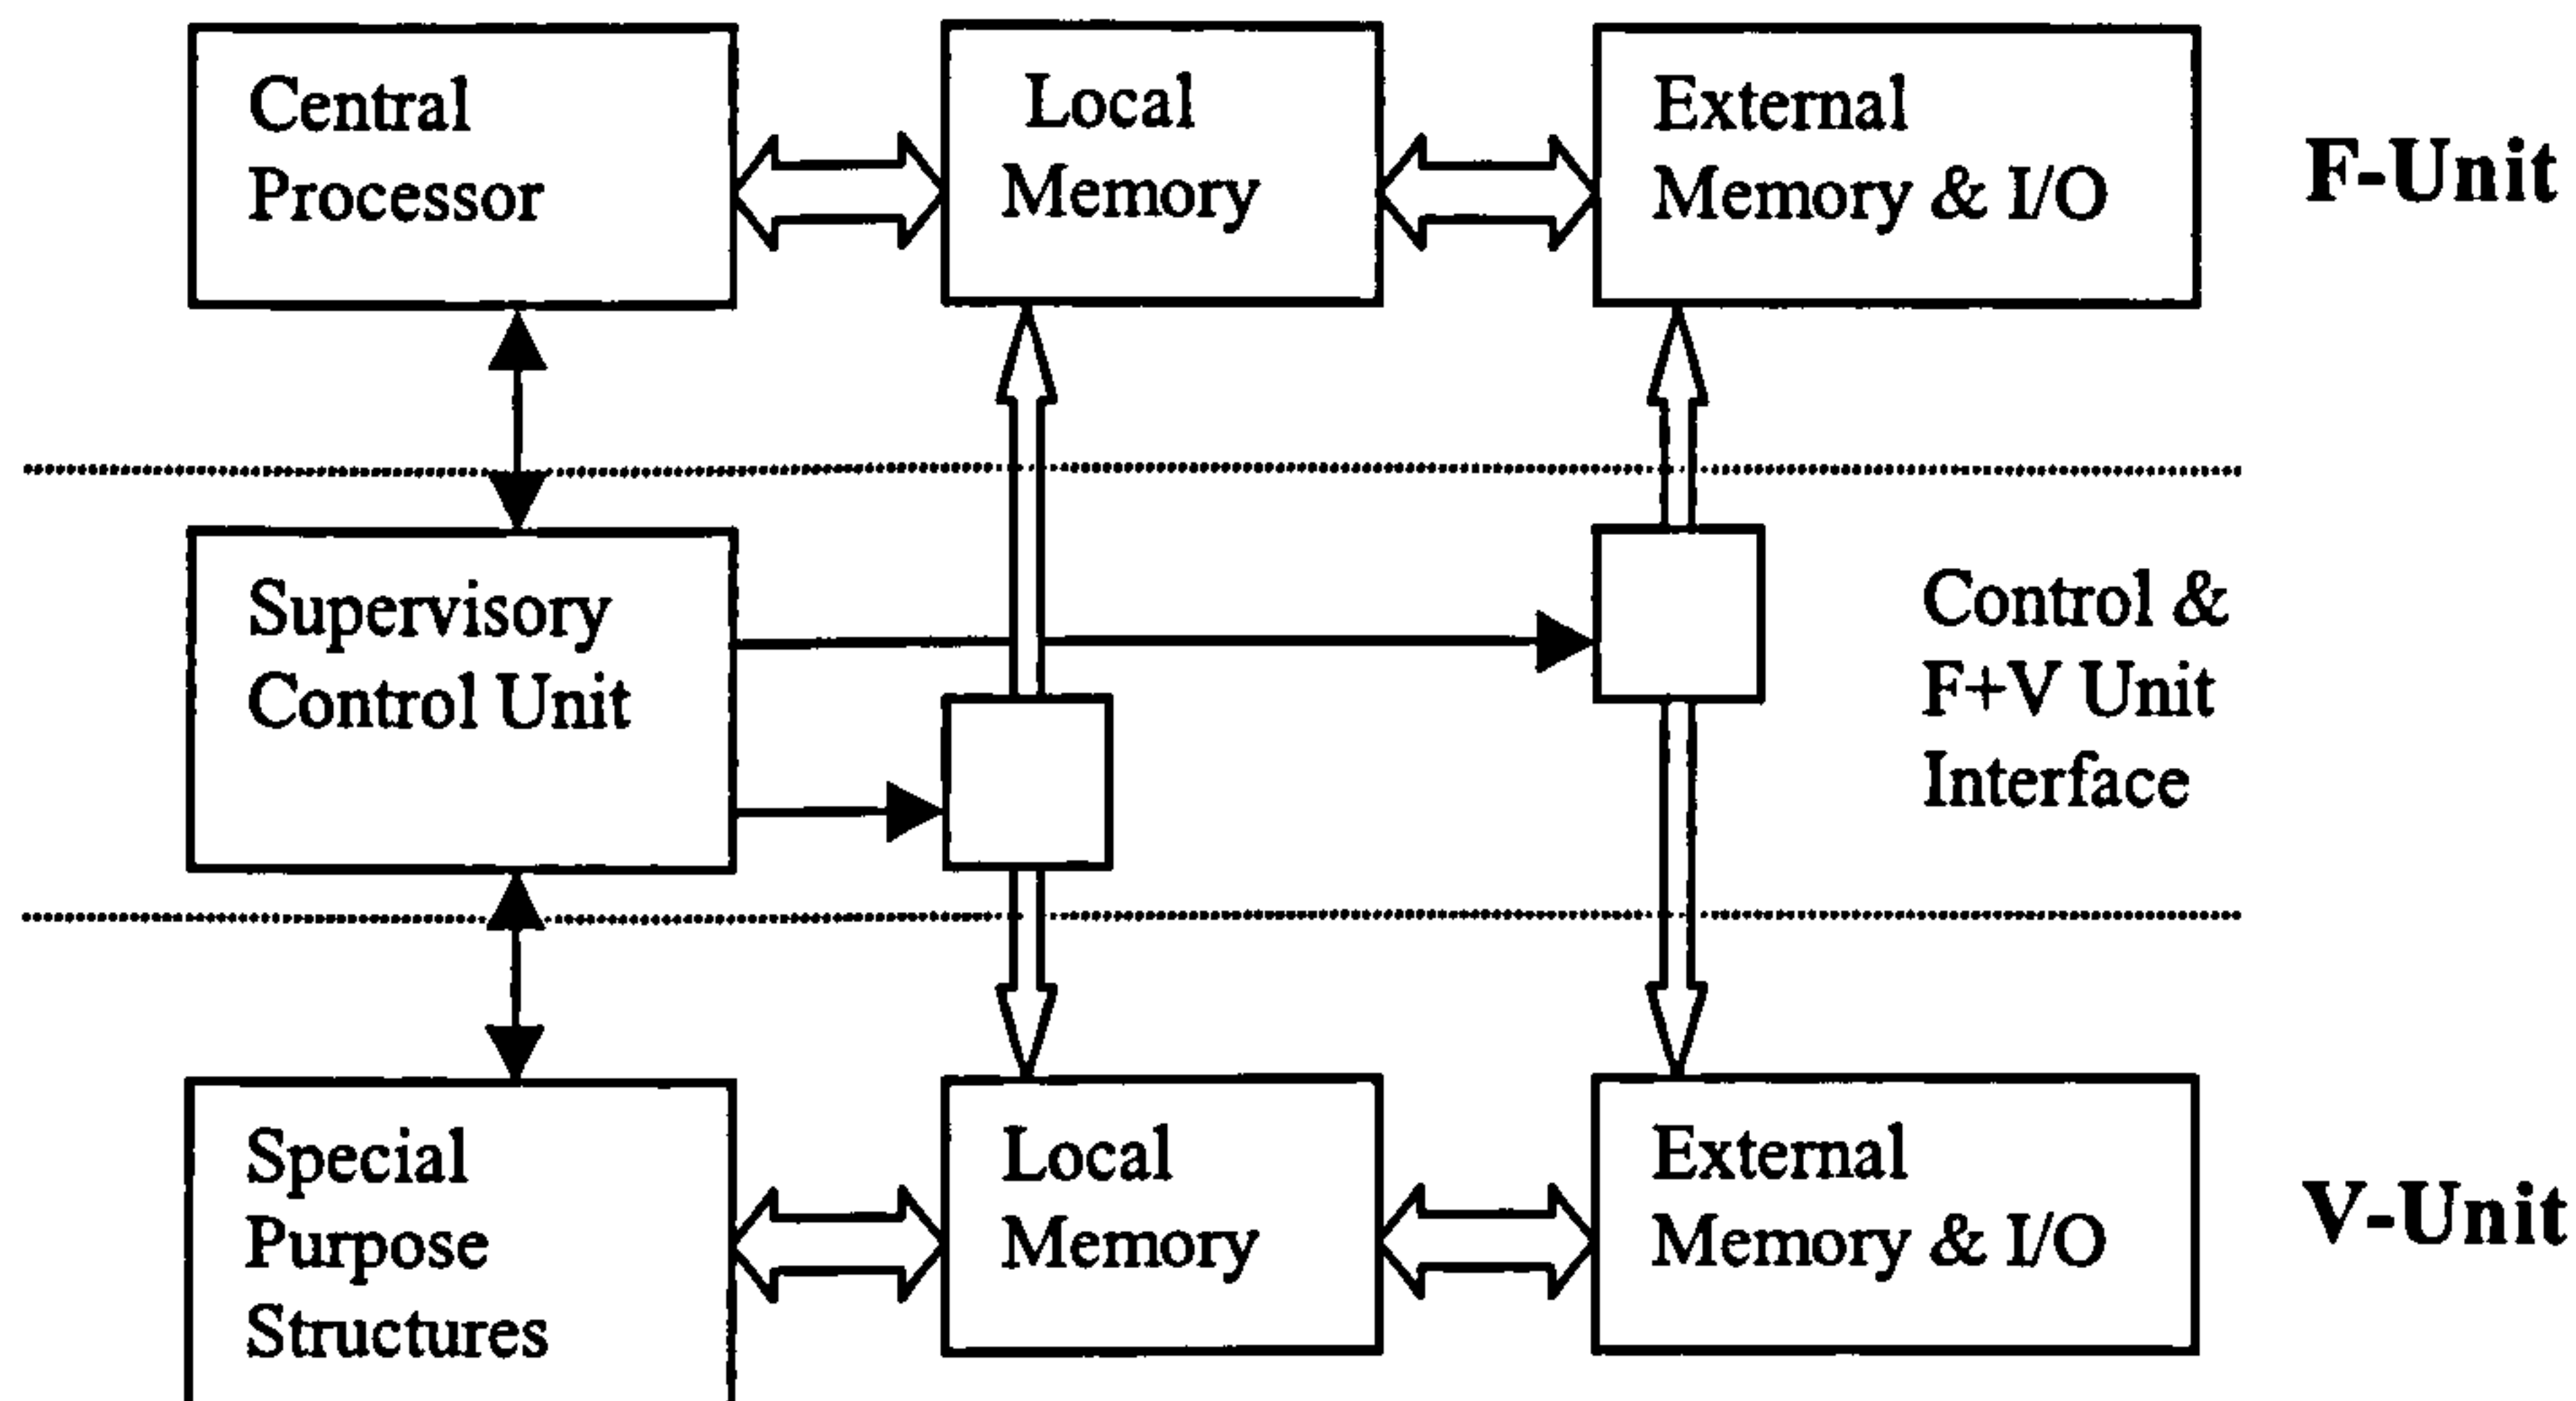 Central
Processor
Local
Memory
External
Memory & I/O
F-Unit
Supervisory
Control Unit
Control &
F+V Unit
Interface
Special
Purpose
Structures
Local
Memory
External
Memory & I/O
V-Unit